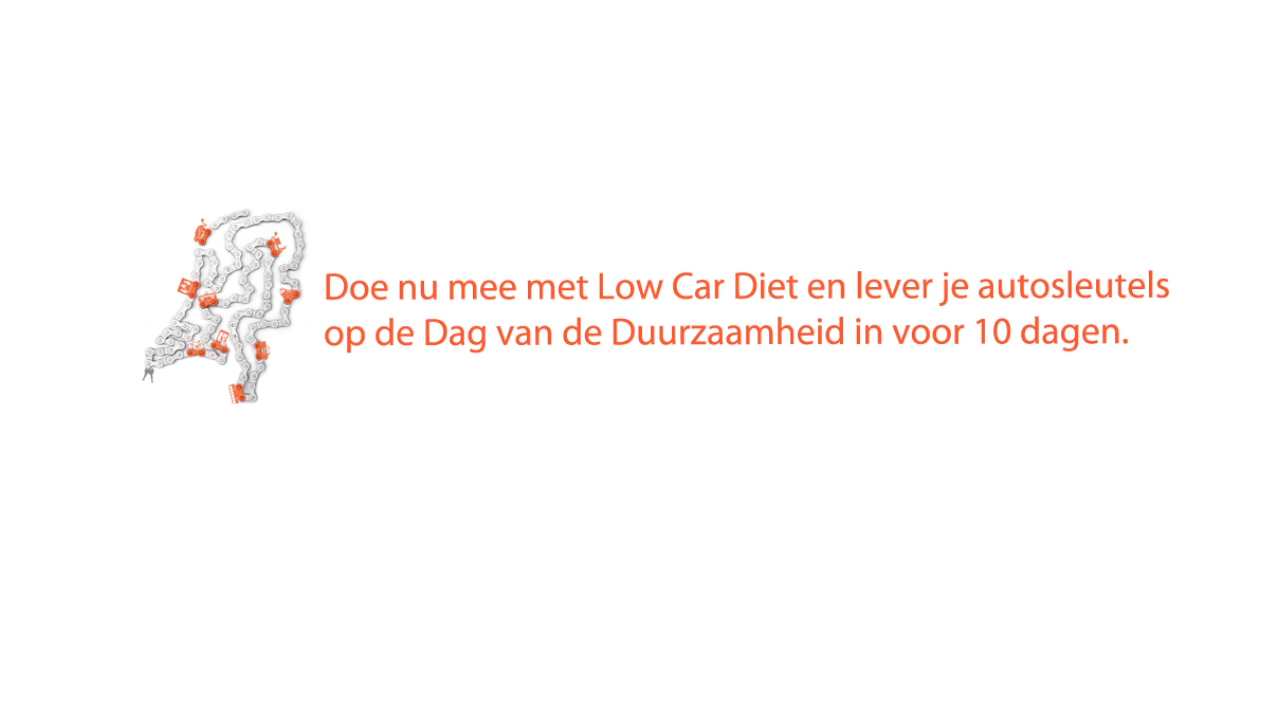 Doe nu mee met Low Car Diet en lever je autosleutels
op de Dag van de Duurzaamheid in voor 10 dagen.